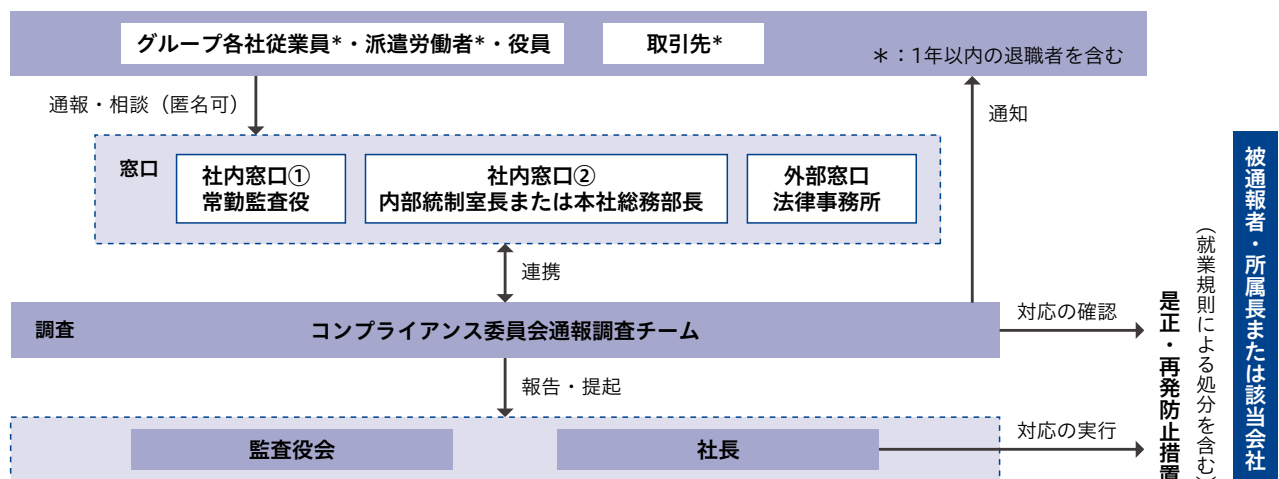 グループ各社従業員*・派遣労働者*・役員
取引先*
＊：1年以内の退職者を含む
通報・相談（匿名可）
通知
窓口
社内窓口①
常勤監査役
社内窓口②
内部統制室長または本社総務部長
外部窓口
法律事務所
連携
調査
コンプライアンス委員会通報調査チーム
対応の確認
報告・提起
監査役会
社長
対応の実行
是正・再発防止措置
（就業規則による処分を含む）
被通報者・所属長または該当会社